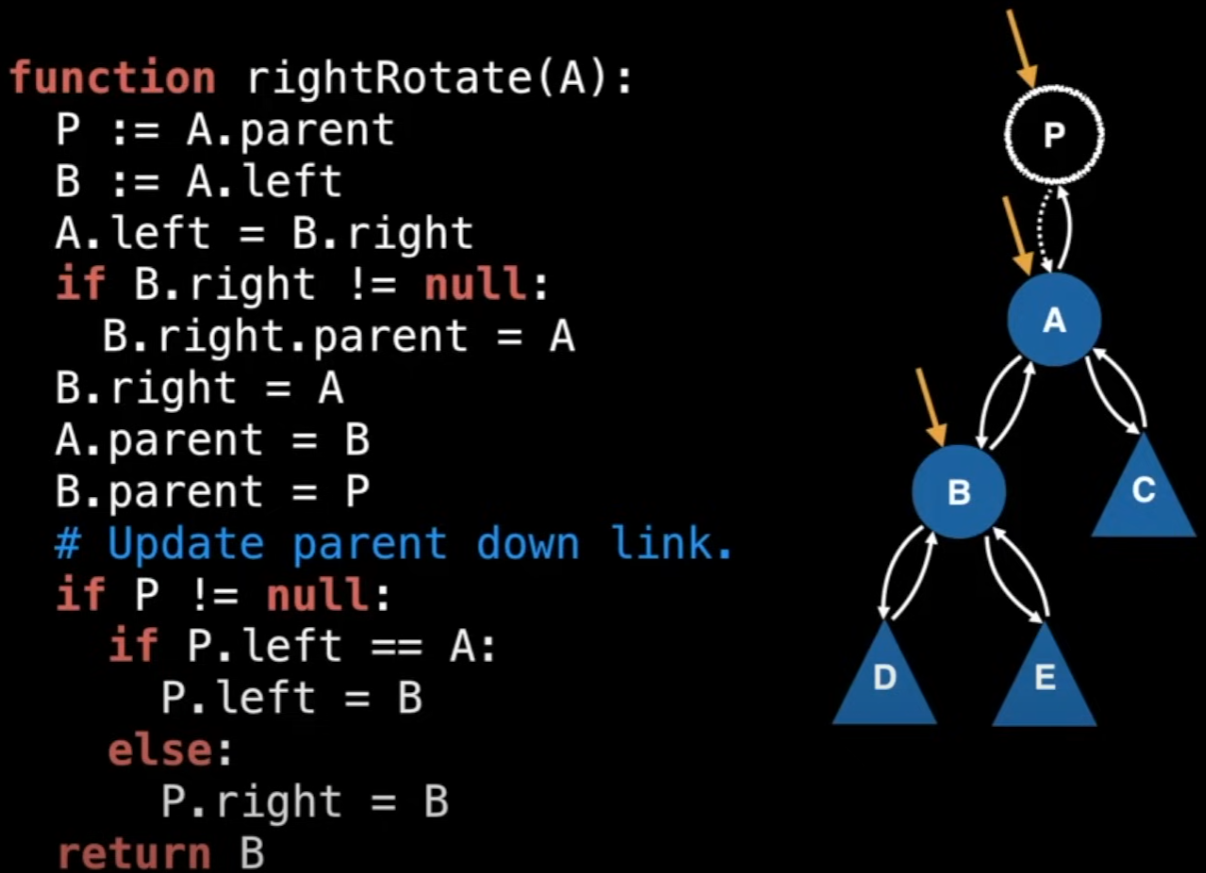 function rightRotate(A):
  P := A.parent
  B := A.left
  A.left = B.right
  if B.right != null:
    B.right.parent = A
  B.right = A
  A.parent = B
  B.parent = P
  # Update parent down link.
  if P != null:
    if P.left == A:
      P.left = B
    else:
      P.right = B
  return B
P
A
B
C
D
E